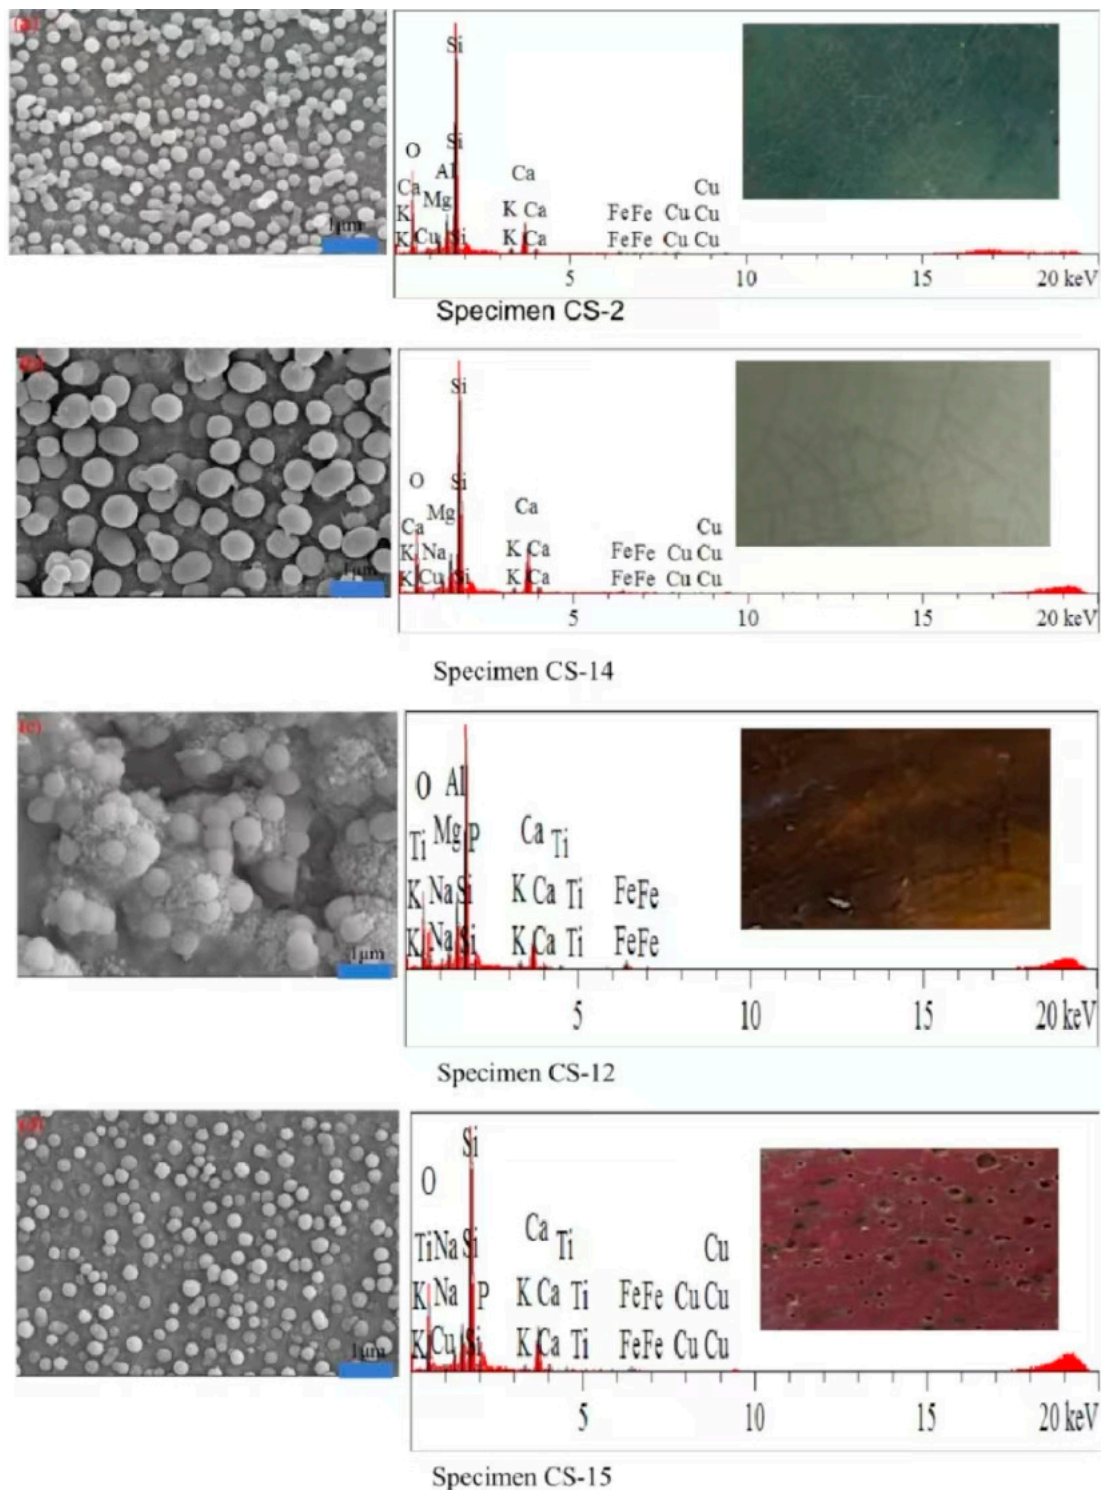 (a)
1μm
Si
Si
O
Al
Ca
Cu
Ca
Mg
K
K Ca
FeFe
Cu Cu
K
Cu
Si
K Ca
FeFe
Cu Cu
5
10
15
20 keV
Specimen CS-2
(b)
1μm
Si
O
Si
Mg
Ca
Cu
Ca
K
Na
K Ca
FeFe
Cu Cu
K
Cu
Si
K Ca
FeFe
Cu Cu
5
10
15
20 keV
Specimen CS-14
(c)
1μm
O
Al
Ti
Mg
P
Ca
Ti
K
Na
Si
K Ca Ti
FeFe
K
Na
Si
K Ca Ti
FeFe
5
10
15
20 keV
Specimen CS-12
1μm
Si
O
Ca
Ti
Na
Si
Ti
Cu
K
Na
P
K Ca Ti
FeFe
Cu Cu
K
Cu
Si
K Ca Ti
FeFe
Cu Cu
5
10
15
20 keV
Specimen CS-15